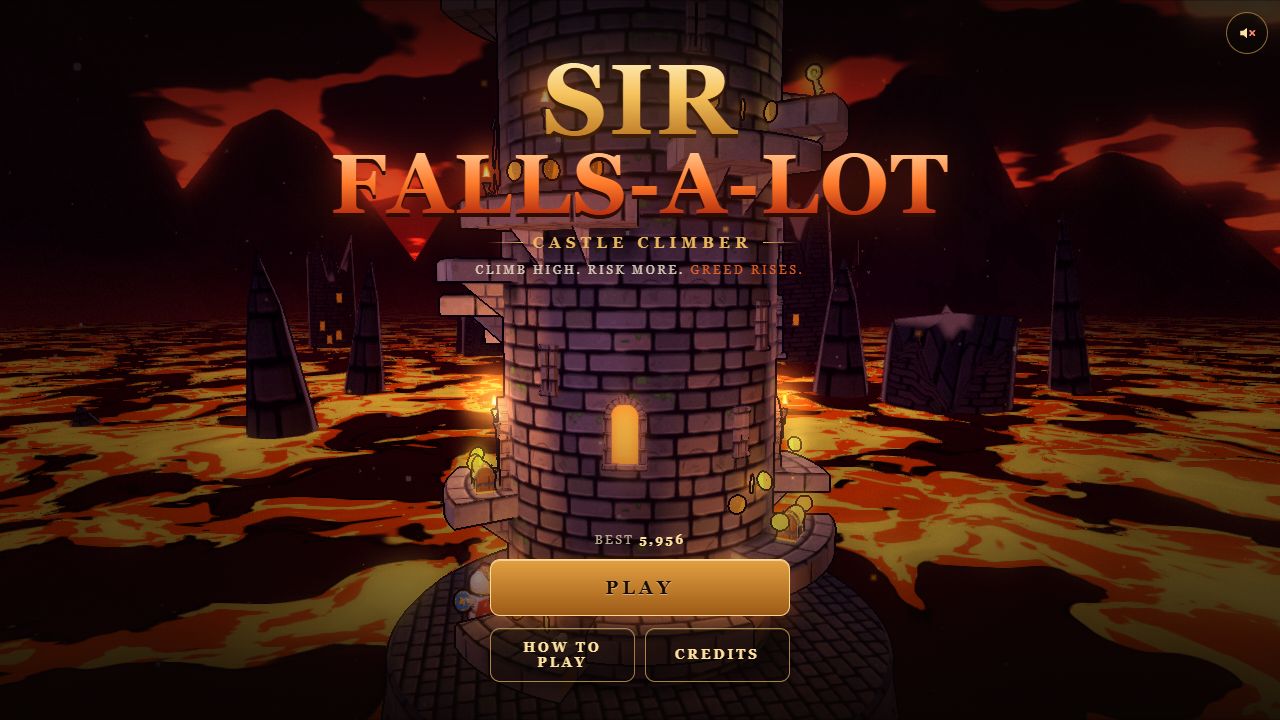 SIR
FALLS-A-LOT
CASTLE CLIMBER
CLIMB HIGH. RISK MORE. GREED RISES.
BEST 5,956
PLAY
HOW TO
PLAY
CREDITS